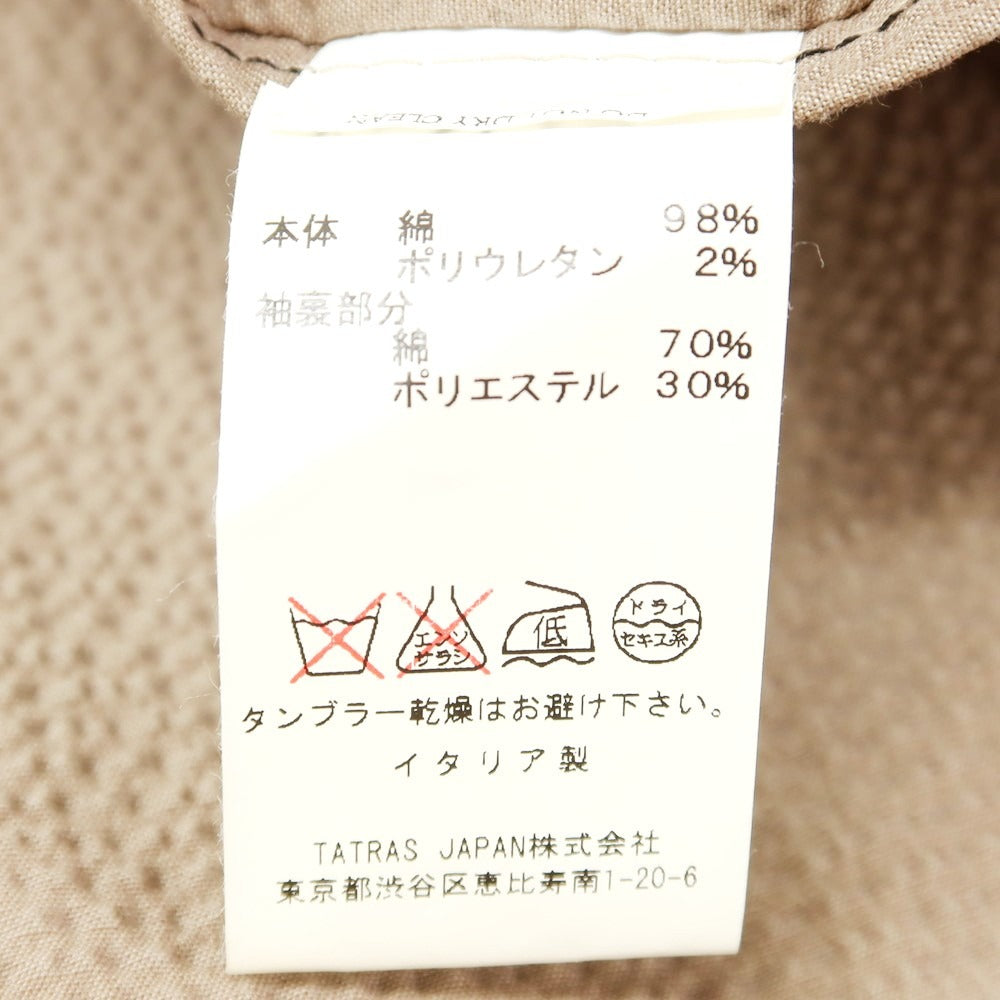 DRY CLEAN
本体 綿 98%
ポリウレタン 2%
袖裏部分
綿 70%
ポリエステル 30%
エンソ
サラシ
低
ドライ
セキユ系
タンブラー乾燥はお避け下さい。
イタリア製
TATRAS JAPAN株式会社
東京都渋谷区恵比寿南1-20-6